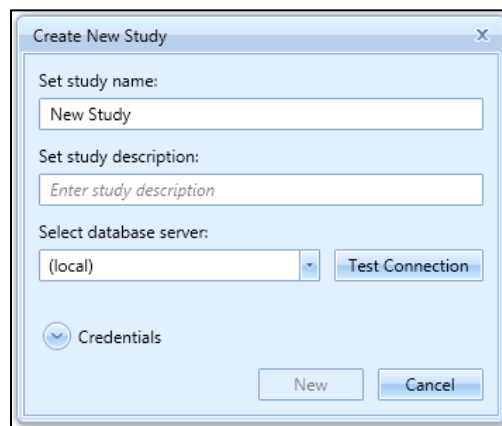 Create New Study
Set study name:
New Study
Set study description:
Enter study description
Select database server:
(local)
Test Connection
Credentials
New
Cancel